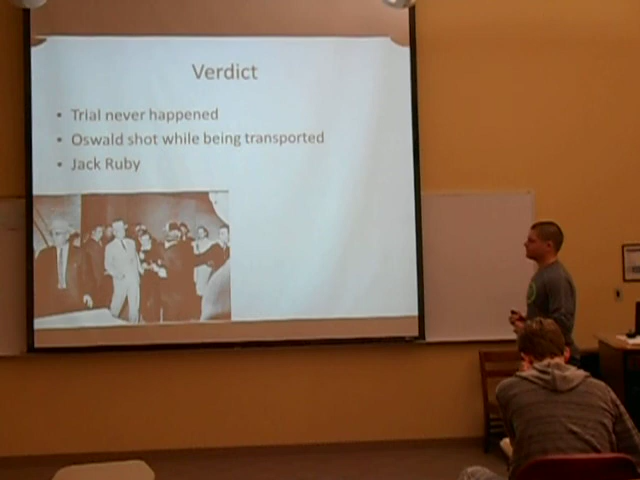 Verdict
• Trial never happened
• Oswald shot while being transported
• Jack Ruby